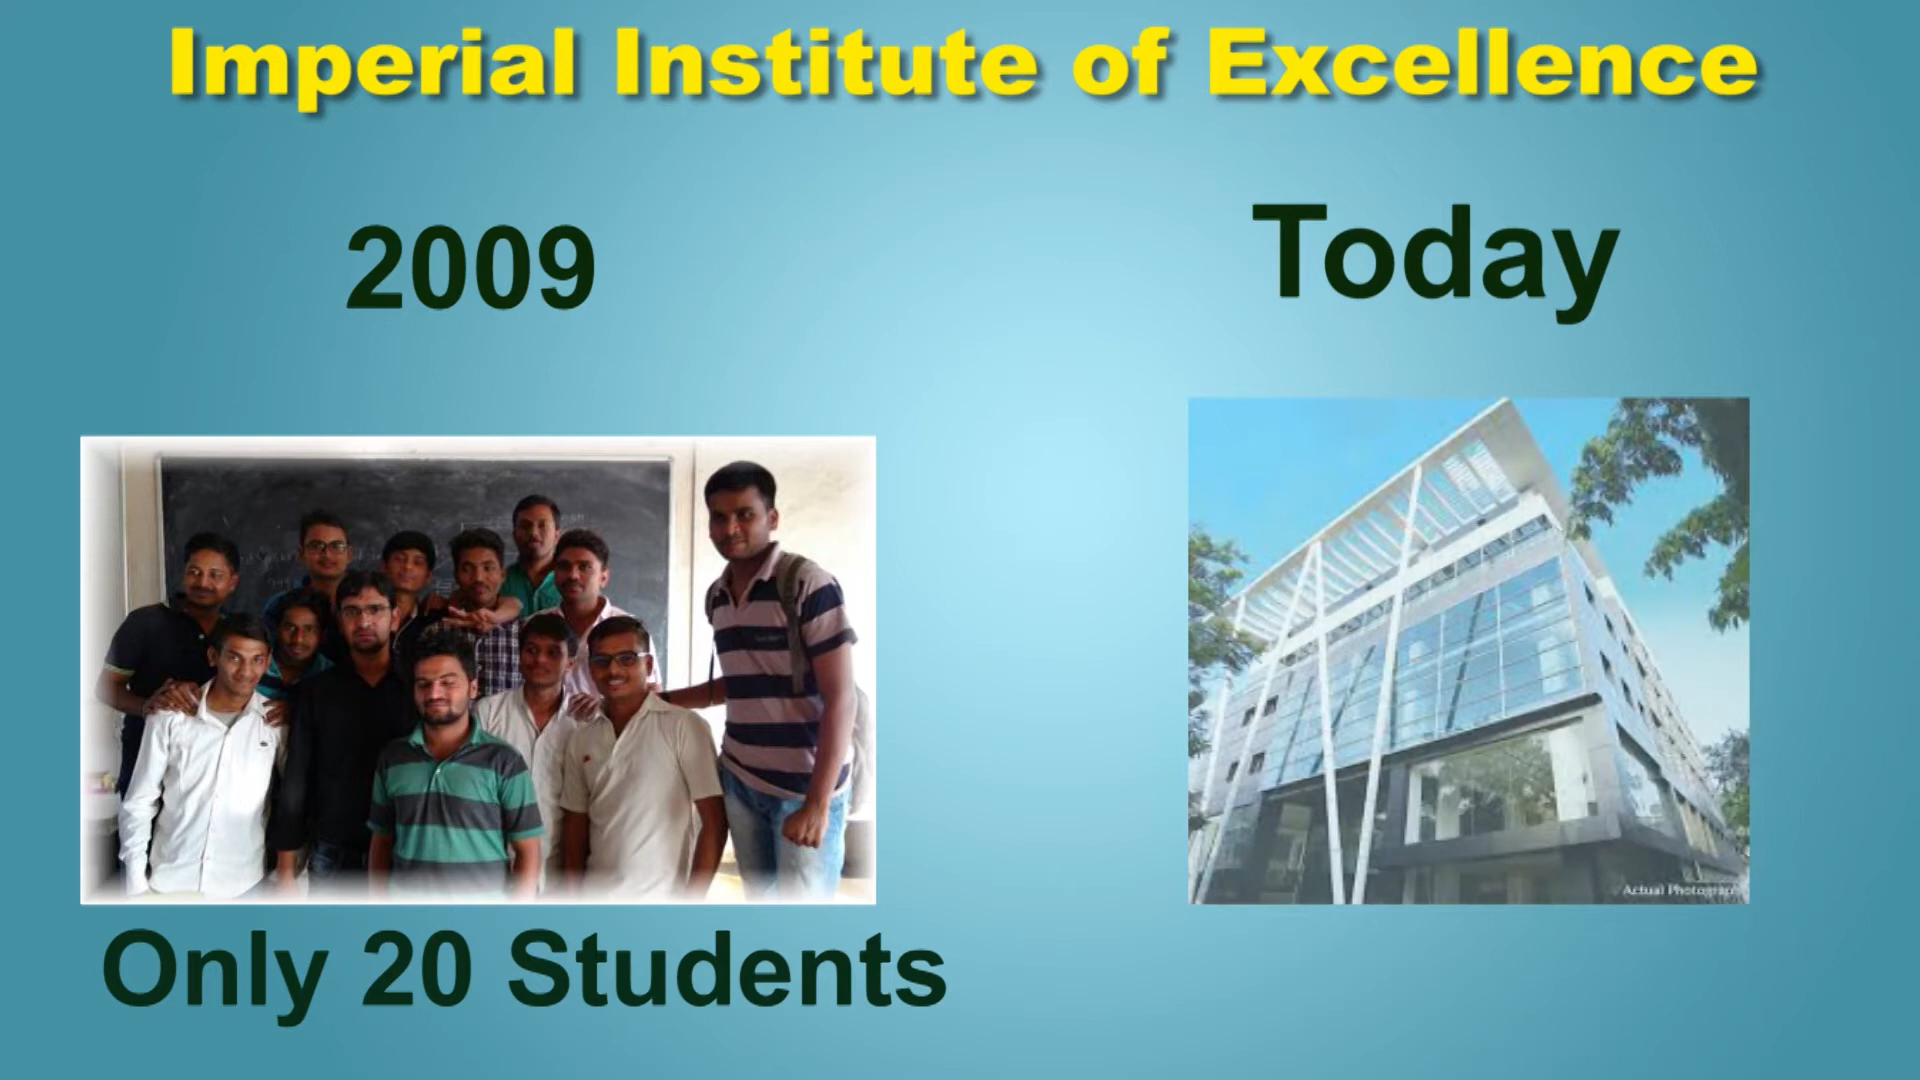 Imperial Institute of Excellence
2009
Today
Actual Photograph
Only 20 Students